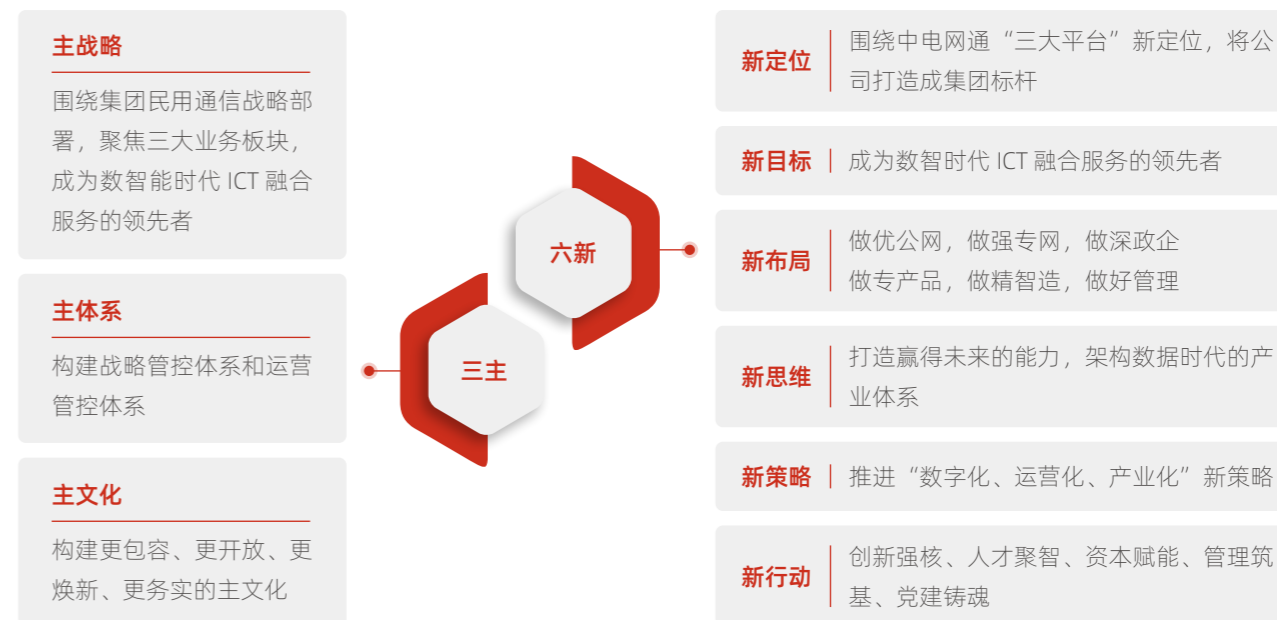 主战略
围绕集团民用通信战略部
署，聚焦三大业务板块，
成为数智能时代 ICT 融合
服务的领先者
主体系
构建战略管控体系和运营
管控体系
主文化
构建更包容、更开放、更
焕新、更务实的主文化
三主
六新
新定位
围绕中电网通“三大平台”新定位，将公
司打造成集团标杆
新目标
成为数智时代 ICT 融合服务的领先者
新布局
做优公网，做强专网，做深政企
做专产品，做精智造，做好管理
新思维
打造赢得未来的能力，架构数据时代的产
业体系
新策略
推进“数字化、运营化、产业化”新策略
新行动
创新强核、人才聚智、资本赋能、管理筑
基、党建铸魂